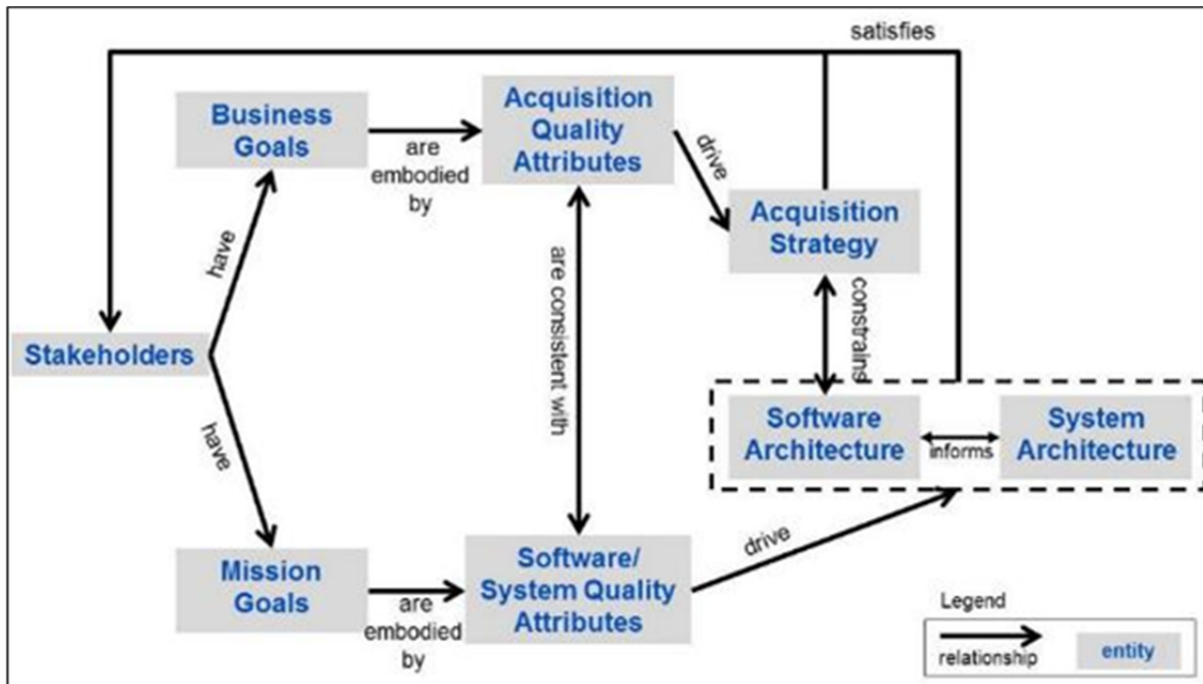 satisfies
Business
Goals
are
embodied
by
Acquisition
Quality
Attributes
drive
Acquisition
Strategy
have
are consistent with
constrains
Stakeholders
have
Software
Architecture
informs
System
Architecture
Mission
Goals
are
embodied
by
Software/
System Quality
Attributes
drive
Legend
relationship
entity